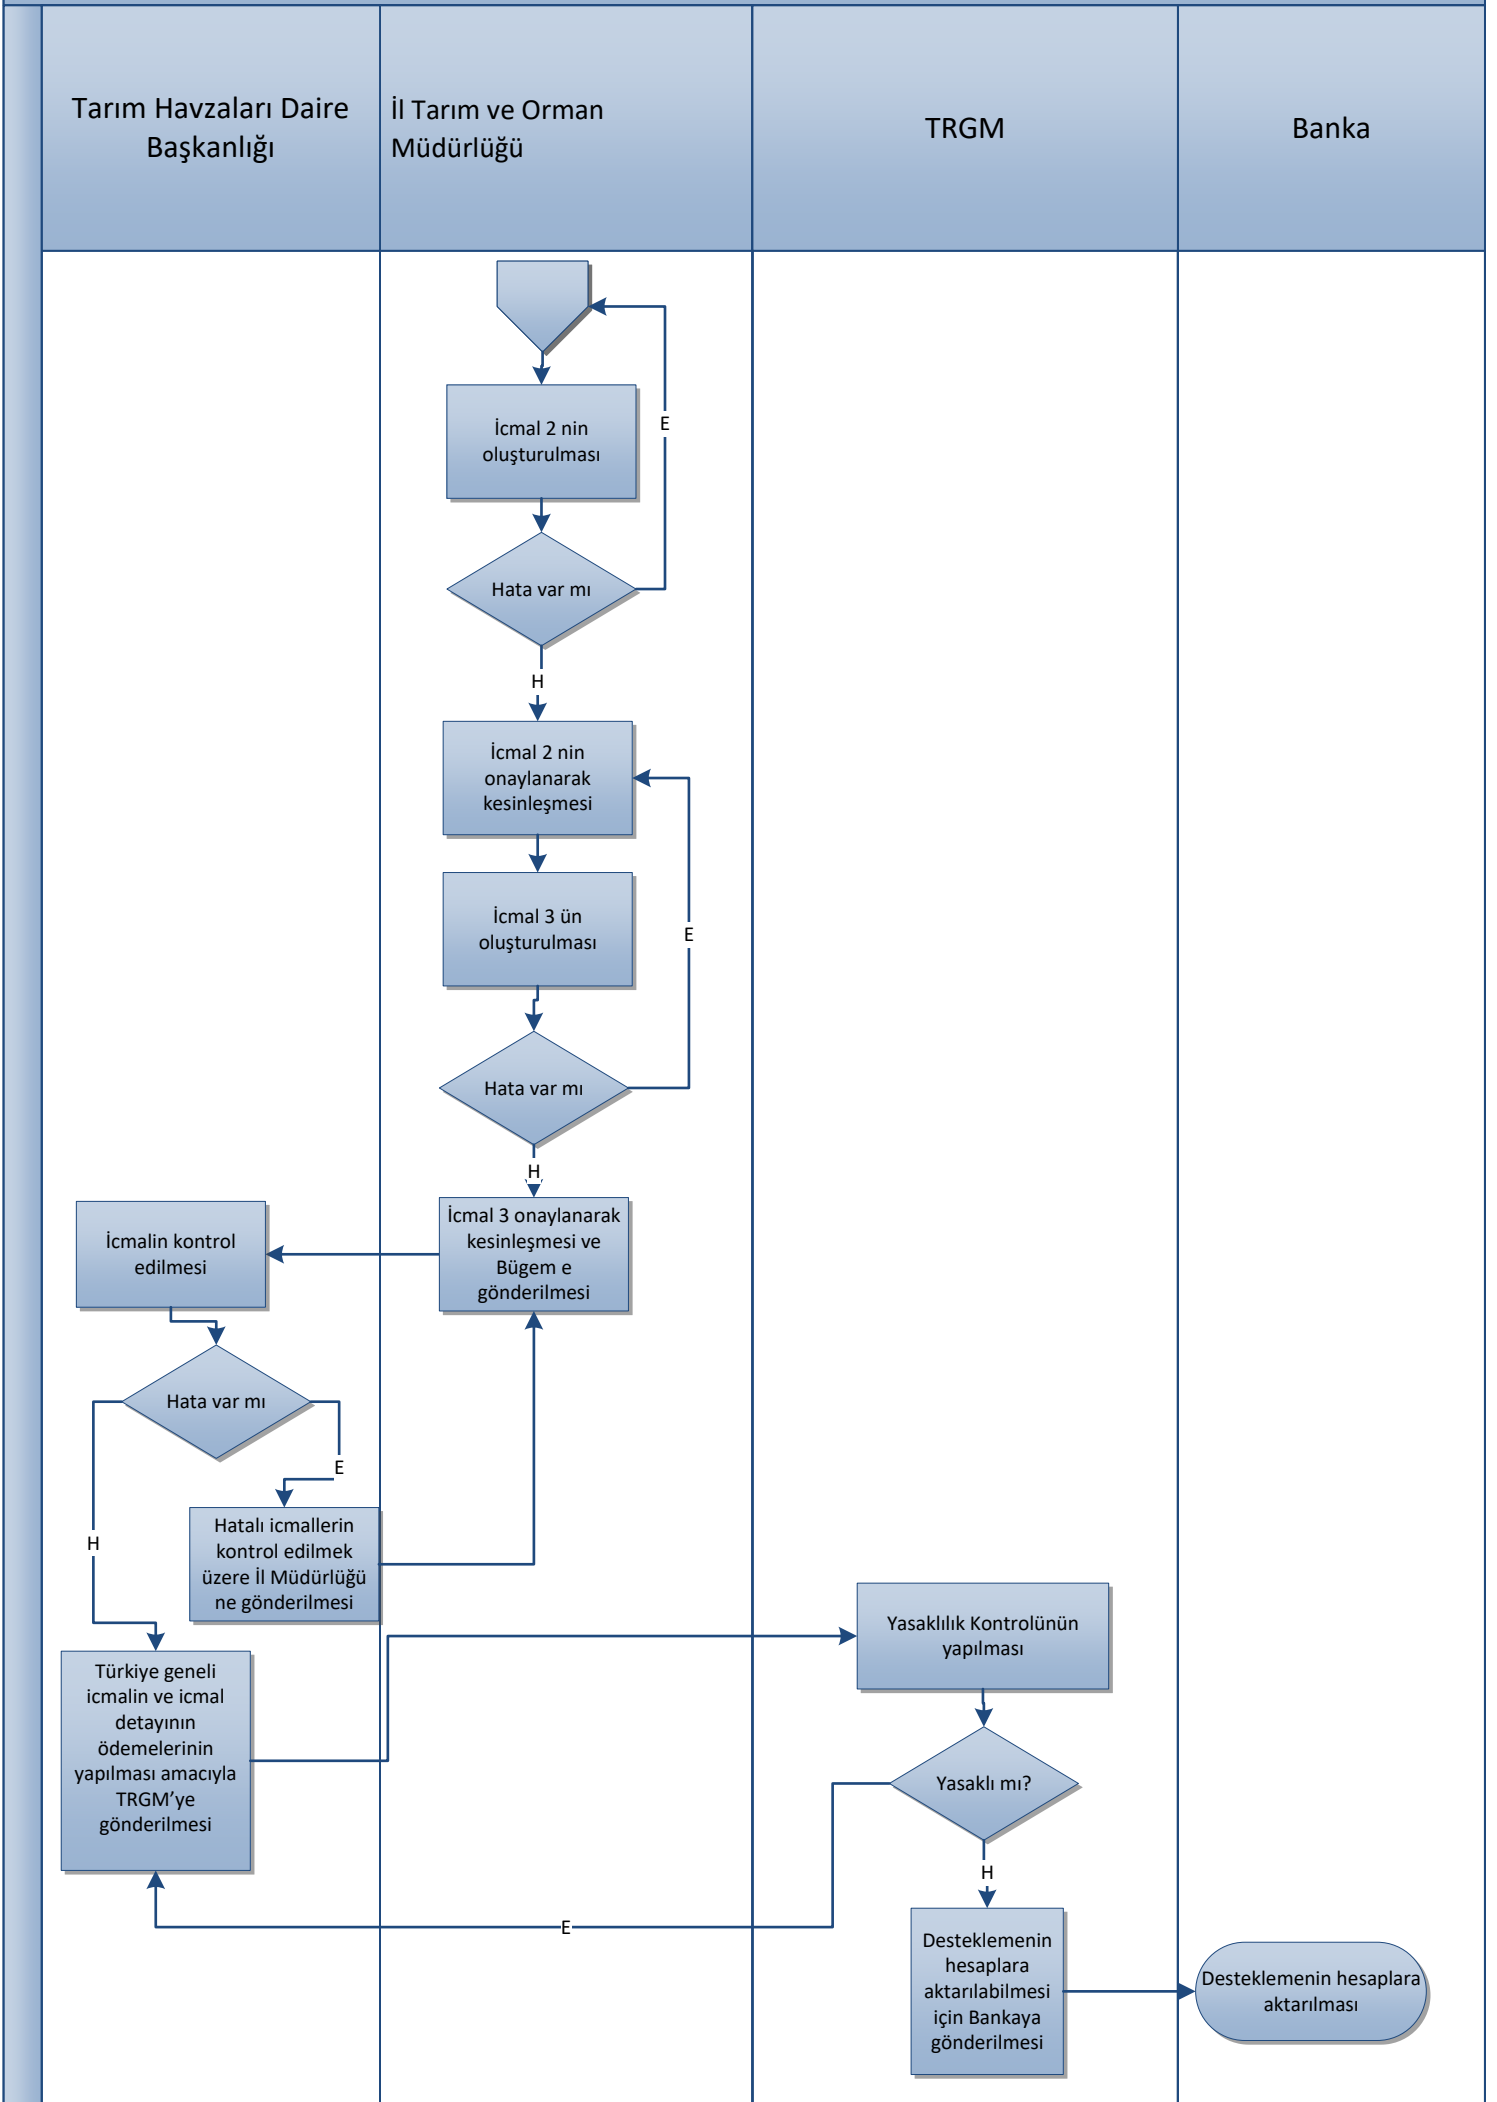 Tarım Havzaları Daire
Başkanlığı
İl Tarım ve Orman
Müdürlüğü
TRGM
Banka
İcmal 2 nin
oluşturulması
E
Hata var mı
H
İcmal 2 nin
onaylanarak
kesinleşmesi
İcmal 3 ün
oluşturulması
E
Hata var mı
H
İcmal 3 onaylanarak
kesinleşmesi ve
Bügem e
gönderilmesi
İcmalin kontrol
edilmesi
Hata var mı
E
H
Hatalı icmallerin
kontrol edilmek
üzere İl Müdürlüğü
ne gönderilmesi
Türkiye geneli
icmalin ve icmal
detayının
ödemelerinin
yapılması amacıyla
TRGM’ye
gönderilmesi
Yasaklılık Kontrolünün
yapılması
Yasaklı mı?
H
E
Desteklemenin
hesaplara
aktarılabilmesi
için Bankaya
gönderilmesi
Desteklemenin hesaplara
aktarılması